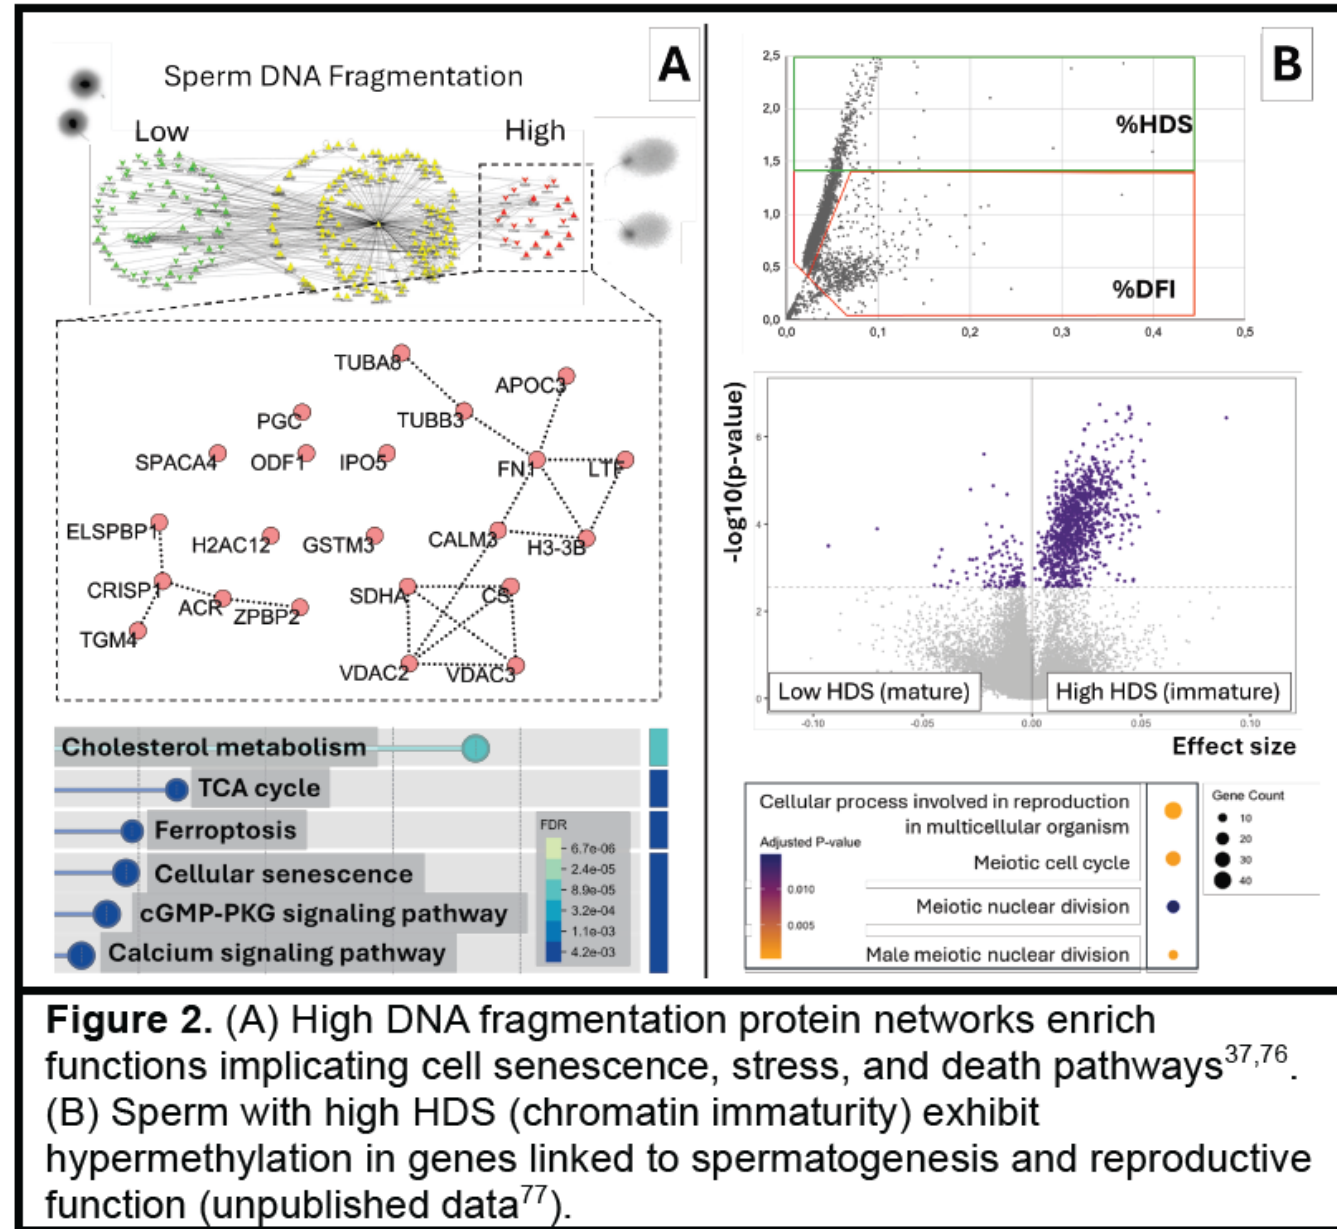 A
Sperm DNA Fragmentation
Low
High
TUBA8
APOC3
PGC
TUBB3
SPACA4
ODF1
IPO5
FN1
LTF
ELSPBP1
H2AC12
GSTM3
CALM3
H3-3B
CRISP1
ACR
ZPBP2
SDHA
CS
TGM4
VDAC2
VDAC3
Cholesterol metabolism
TCA cycle
Ferroptosis
Cellular senescence
cGMP-PKG signaling pathway
Calcium signaling pathway
FDR
6.7e-06
2.4e-05
8.9e-05
3.2e-04
1.1e-03
4.2e-03
B
2,5
2,0
1,5
1,0
0,5
0,0
0,0 0,1 0,2 0,3 0,4 0,5
%HDS
%DFI
-log10(p-value)
6
4
2
0
Low HDS (mature)
High HDS (immature)
-0.10 -0.05 0.00 0.05 0.10
Effect size
Cellular process involved in reproduction
in multicellular organism
Meiotic cell cycle
Meiotic nuclear division
Male meiotic nuclear division
Adjusted P-value
0.010
0.005
Gene Count
10
20
30
40
Figure 2. (A) High DNA fragmentation protein networks enrich
functions implicating cell senescence, stress, and death pathways37,76.
(B) Sperm with high HDS (chromatin immaturity) exhibit
hypermethylation in genes linked to spermatogenesis and reproductive
function (unpublished data77).